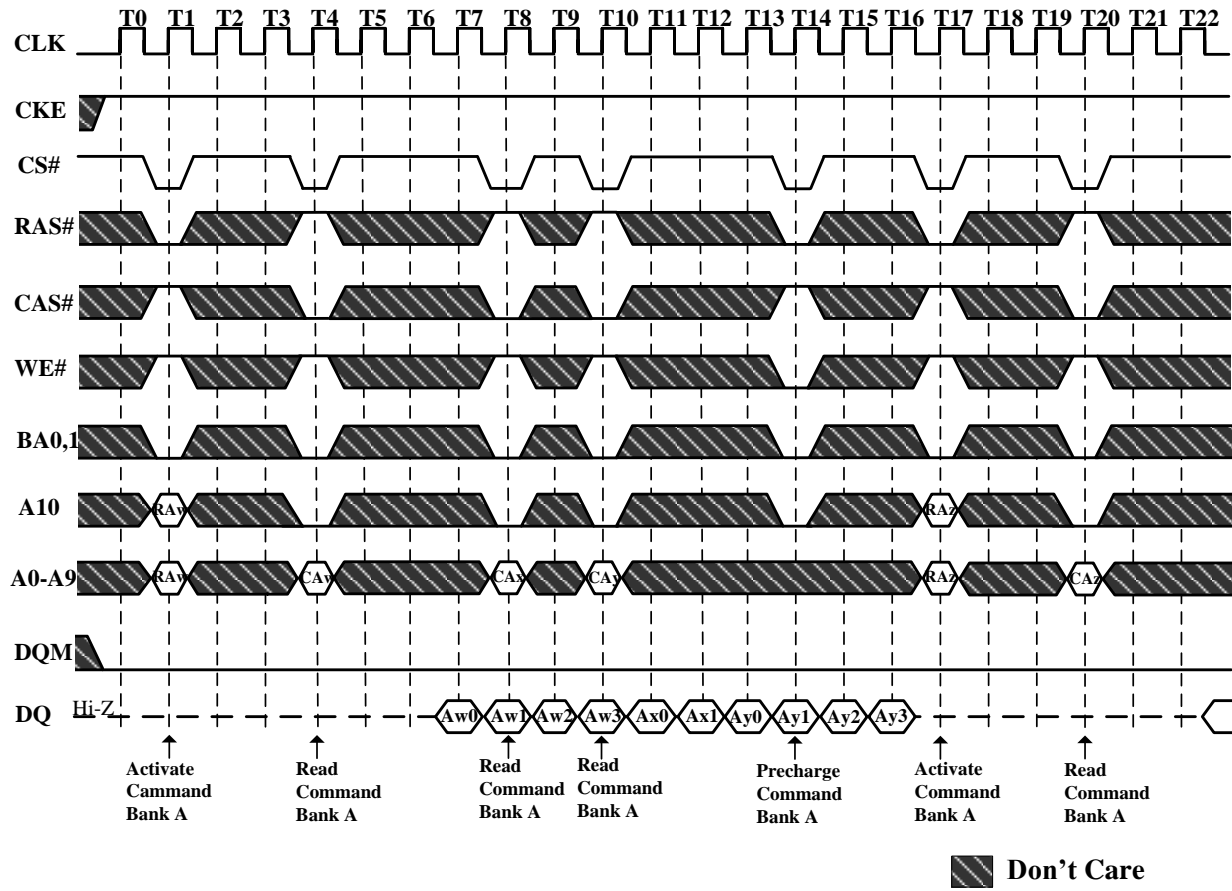 T0 T1 T2 T3 T4 T5 T6 T7 T8 T9 T10 T11 T12 T13 T14 T15 T16 T17 T18 T19 T20 T21 T22
CLK
CKE
CS#
RAS#
CAS#
WE#
BA0,1
A10 RAw RAz
A0-A9 RAw CAw CAx CAy RAz CAz
DQM
DQ Hi-Z Aw0 Aw1 Aw2 Aw3 Ax0 Ax1 Ay0 Ay1 Ay2 Ay3
Activate
Cammand
Bank A
Read
Command
Bank A
Read
Command
Bank A
Read
Command
Bank A
Precharge
Command
Bank A
Activate
Command
Bank A
Read
Command
Bank A
Don't Care